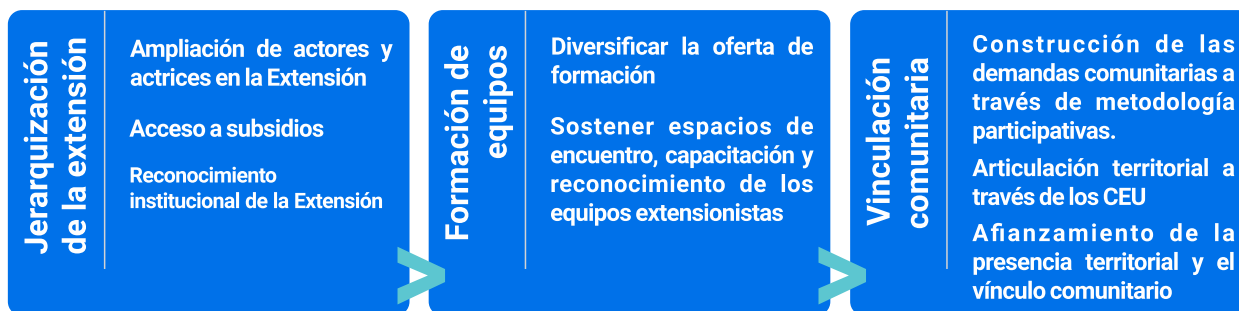 Jerarquización
de la extensión
Ampliación de actores y
actrices en la Extensión
Acceso a subsidios
Reconocimiento
institucional de la Extensión
>
Formación de
equipos
Diversificar la oferta de
formación
Sostener espacios de
encuentro, capacitación y
reconocimiento de los
equipos extensionistas
>
Vinculación
comunitaria
Construcción de las
demandas comunitarias a
través de metodología
participativas.
Articulación territorial a
través de los CEU
Afianzamiento de la
presencia territorial y el
vínculo comunitario